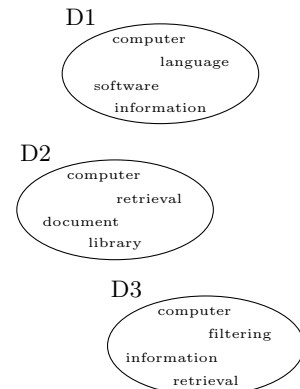 D1
computer
language
software
information
D2
computer
retrieval
document
library
D3
computer
filtering
information
retrieval